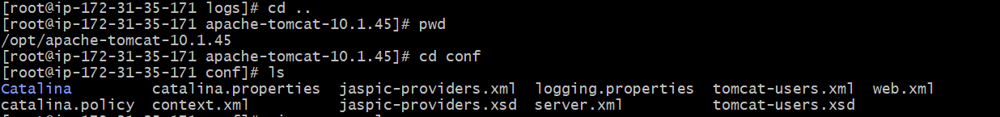 [root@ip-172-31-35-171 logs]# cd ..
[root@ip-172-31-35-171 apache-tomcat-10.1.45]# pwd
/opt/apache-tomcat-10.1.45
[root@ip-172-31-35-171 apache-tomcat-10.1.45]# cd conf
[root@ip-172-31-35-171 conf]# ls
Catalina         catalina.properties  jaspic-providers.xml  logging.properties  tomcat-users.xml  web.xml
catalina.policy  context.xml          jaspic-providers.xsd  server.xml          tomcat-users.xsd